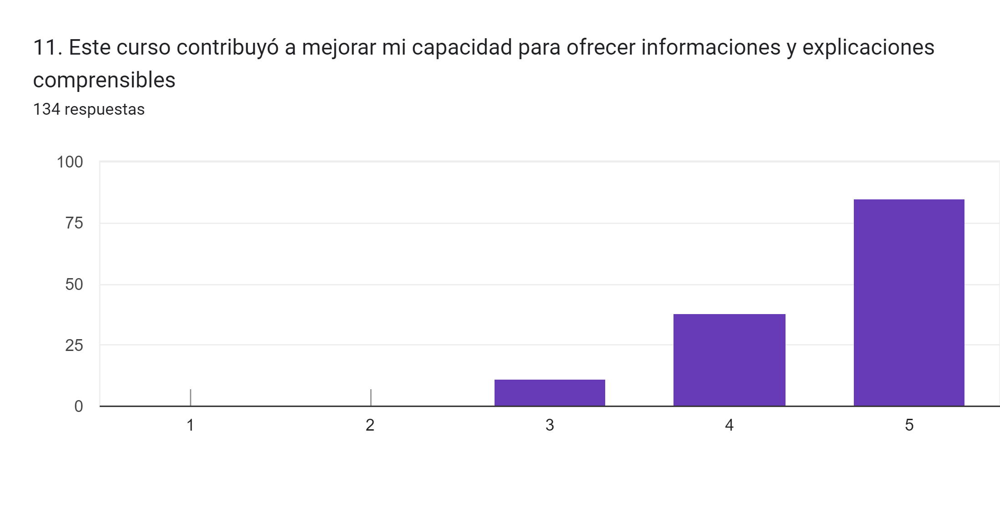 11. Este curso contribuyó a mejorar mi capacidad para ofrecer informaciones y explicaciones
comprensibles
134 respuestas
100
75
50
25
0
1 2 3 4 5